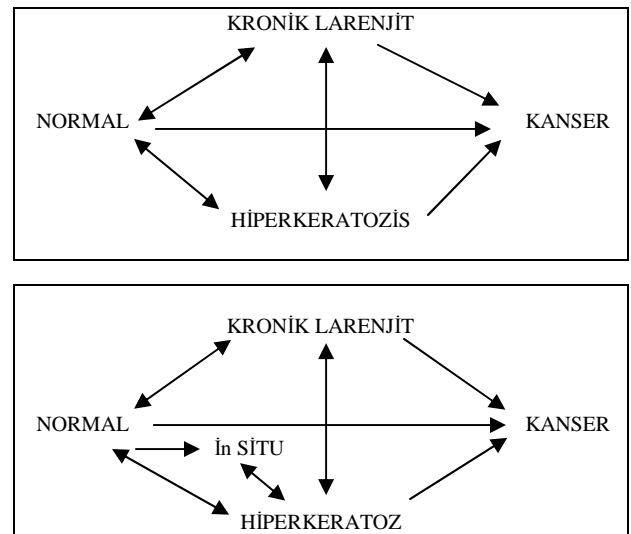 KRONİK LARENJİT
NORMAL KANSER
HİPERKERATOZİS
KRONİK LARENJİT
NORMAL KANSER
İn SİTU
HİPERKERATOZ